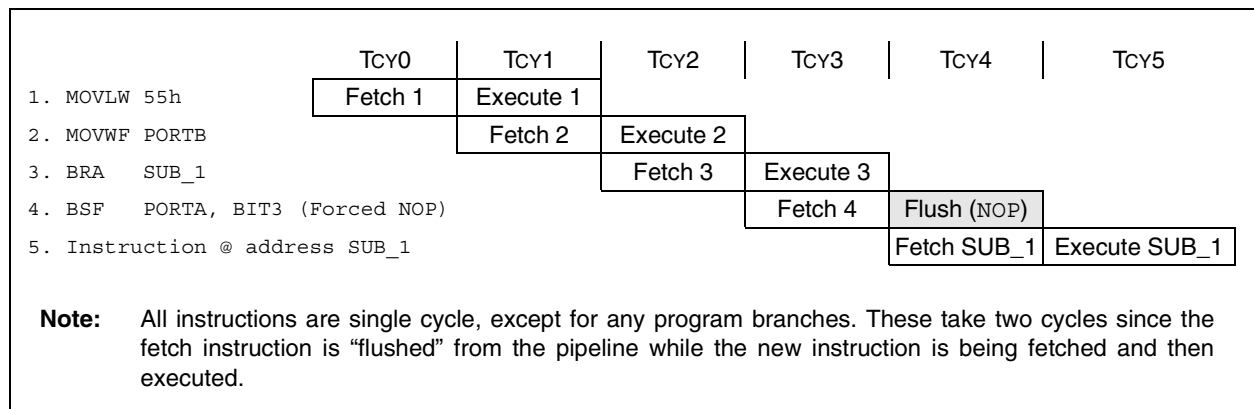 TCY0 TCY1 TCY2 TCY3 TCY4 TCY5
1. MOVLW 55h Fetch 1 Execute 1
2. MOVWF PORTB Fetch 2 Execute 2
3. BRA SUB_1 Fetch 3 Execute 3
4. BSF PORTA, BIT3 (Forced NOP) Fetch 4 Flush (NOP)
5. Instruction @ address SUB_1 Fetch SUB_1 Execute SUB_1
Note: All instructions are single cycle, except for any program branches. These take two cycles since the
fetch instruction is “flushed” from the pipeline while the new instruction is being fetched and then
executed.